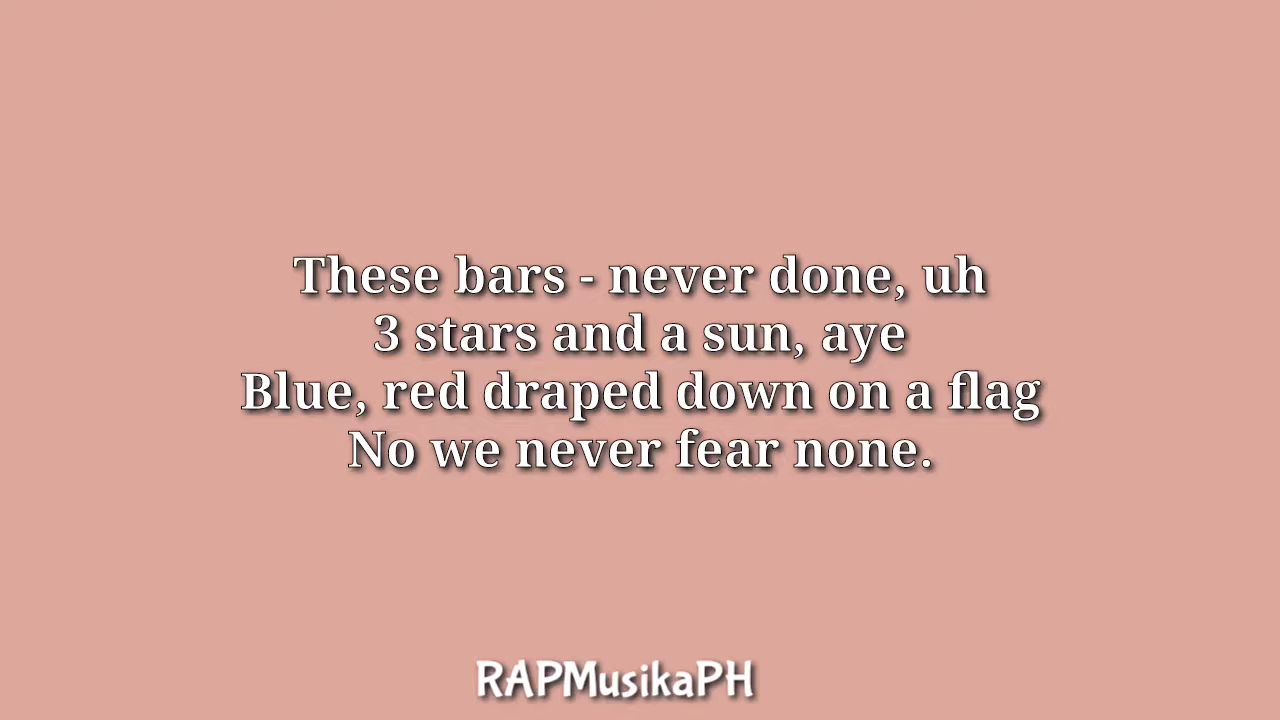 These bars - never done, uh
3 stars and a sun, aye
Blue, red draped down on a flag
No we never fear none.
RAPMusikaPH